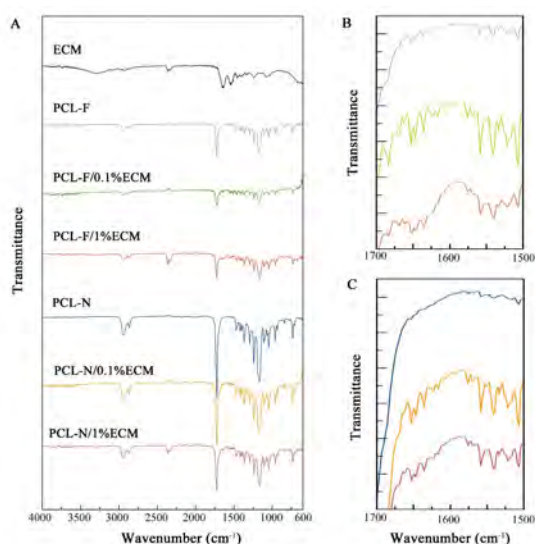 A
ECM
PCL-F
PCL-F/0.1%ECM
PCL-F/1%ECM
PCL-N
PCL-N/0.1%ECM
PCL-N/1%ECM
Transmittance
4000 3000 2500 2000 1500 1000 600
Wavenumber (cm⁻¹)
B
Transmittance
1700 1600 1500
C
Transmittance
1700 1600 1500
Wavenumber (cm⁻¹)